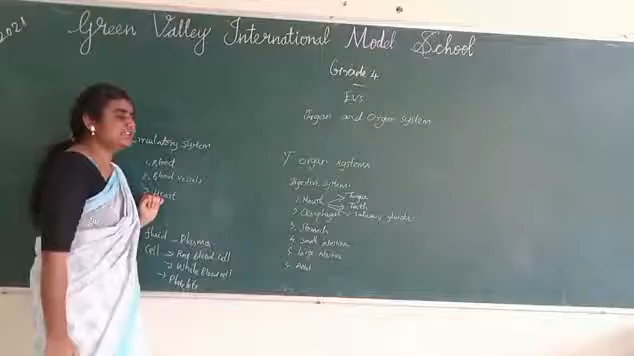 2021
Green Valley International Model School
Grade 4
EVS
Organ and Organ system
Circulatory system
1. Blood
2. Blood vessels
3. Heart
fluid - Plasma
Cell → Red blood cell
→ White Blood cell
→ Platelets
7 organ systems
Digestive system:
1. Mouth Tongue
Teeth
Salivary glands
2. Oesophagus
3. Stomach
4. Small intestine
5. Large intestine